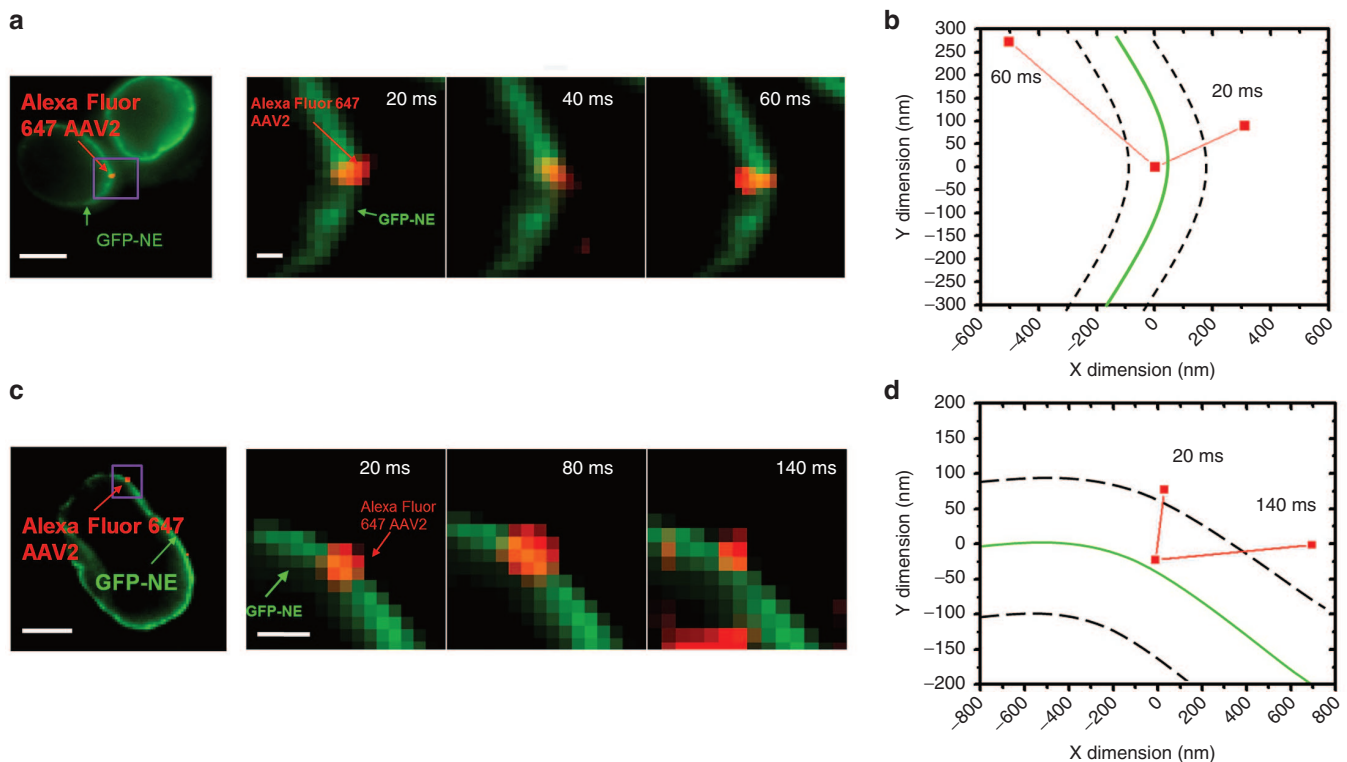 a
Alexa Fluor
647 AAV2
GFP-NE
Alexa Fluor 647
AAV2
20 ms
GFP-NE
40 ms
60 ms
b
300
250
200
150
100
50
0
−50
−100
−150
−200
−250
−300
Y dimension (nm)
60 ms
20 ms
−600
−400
−200
0
200
400
600
X dimension (nm)
c
Alexa Fluor 647
AAV2
GFP-NE
20 ms
Alexa Fluor
647 AAV2
GFP-NE
80 ms
140 ms
d
200
150
100
50
0
−50
−100
−150
−200
Y dimension (nm)
20 ms
140 ms
−800
−600
−400
−200
0
200
400
600
800
X dimension (nm)